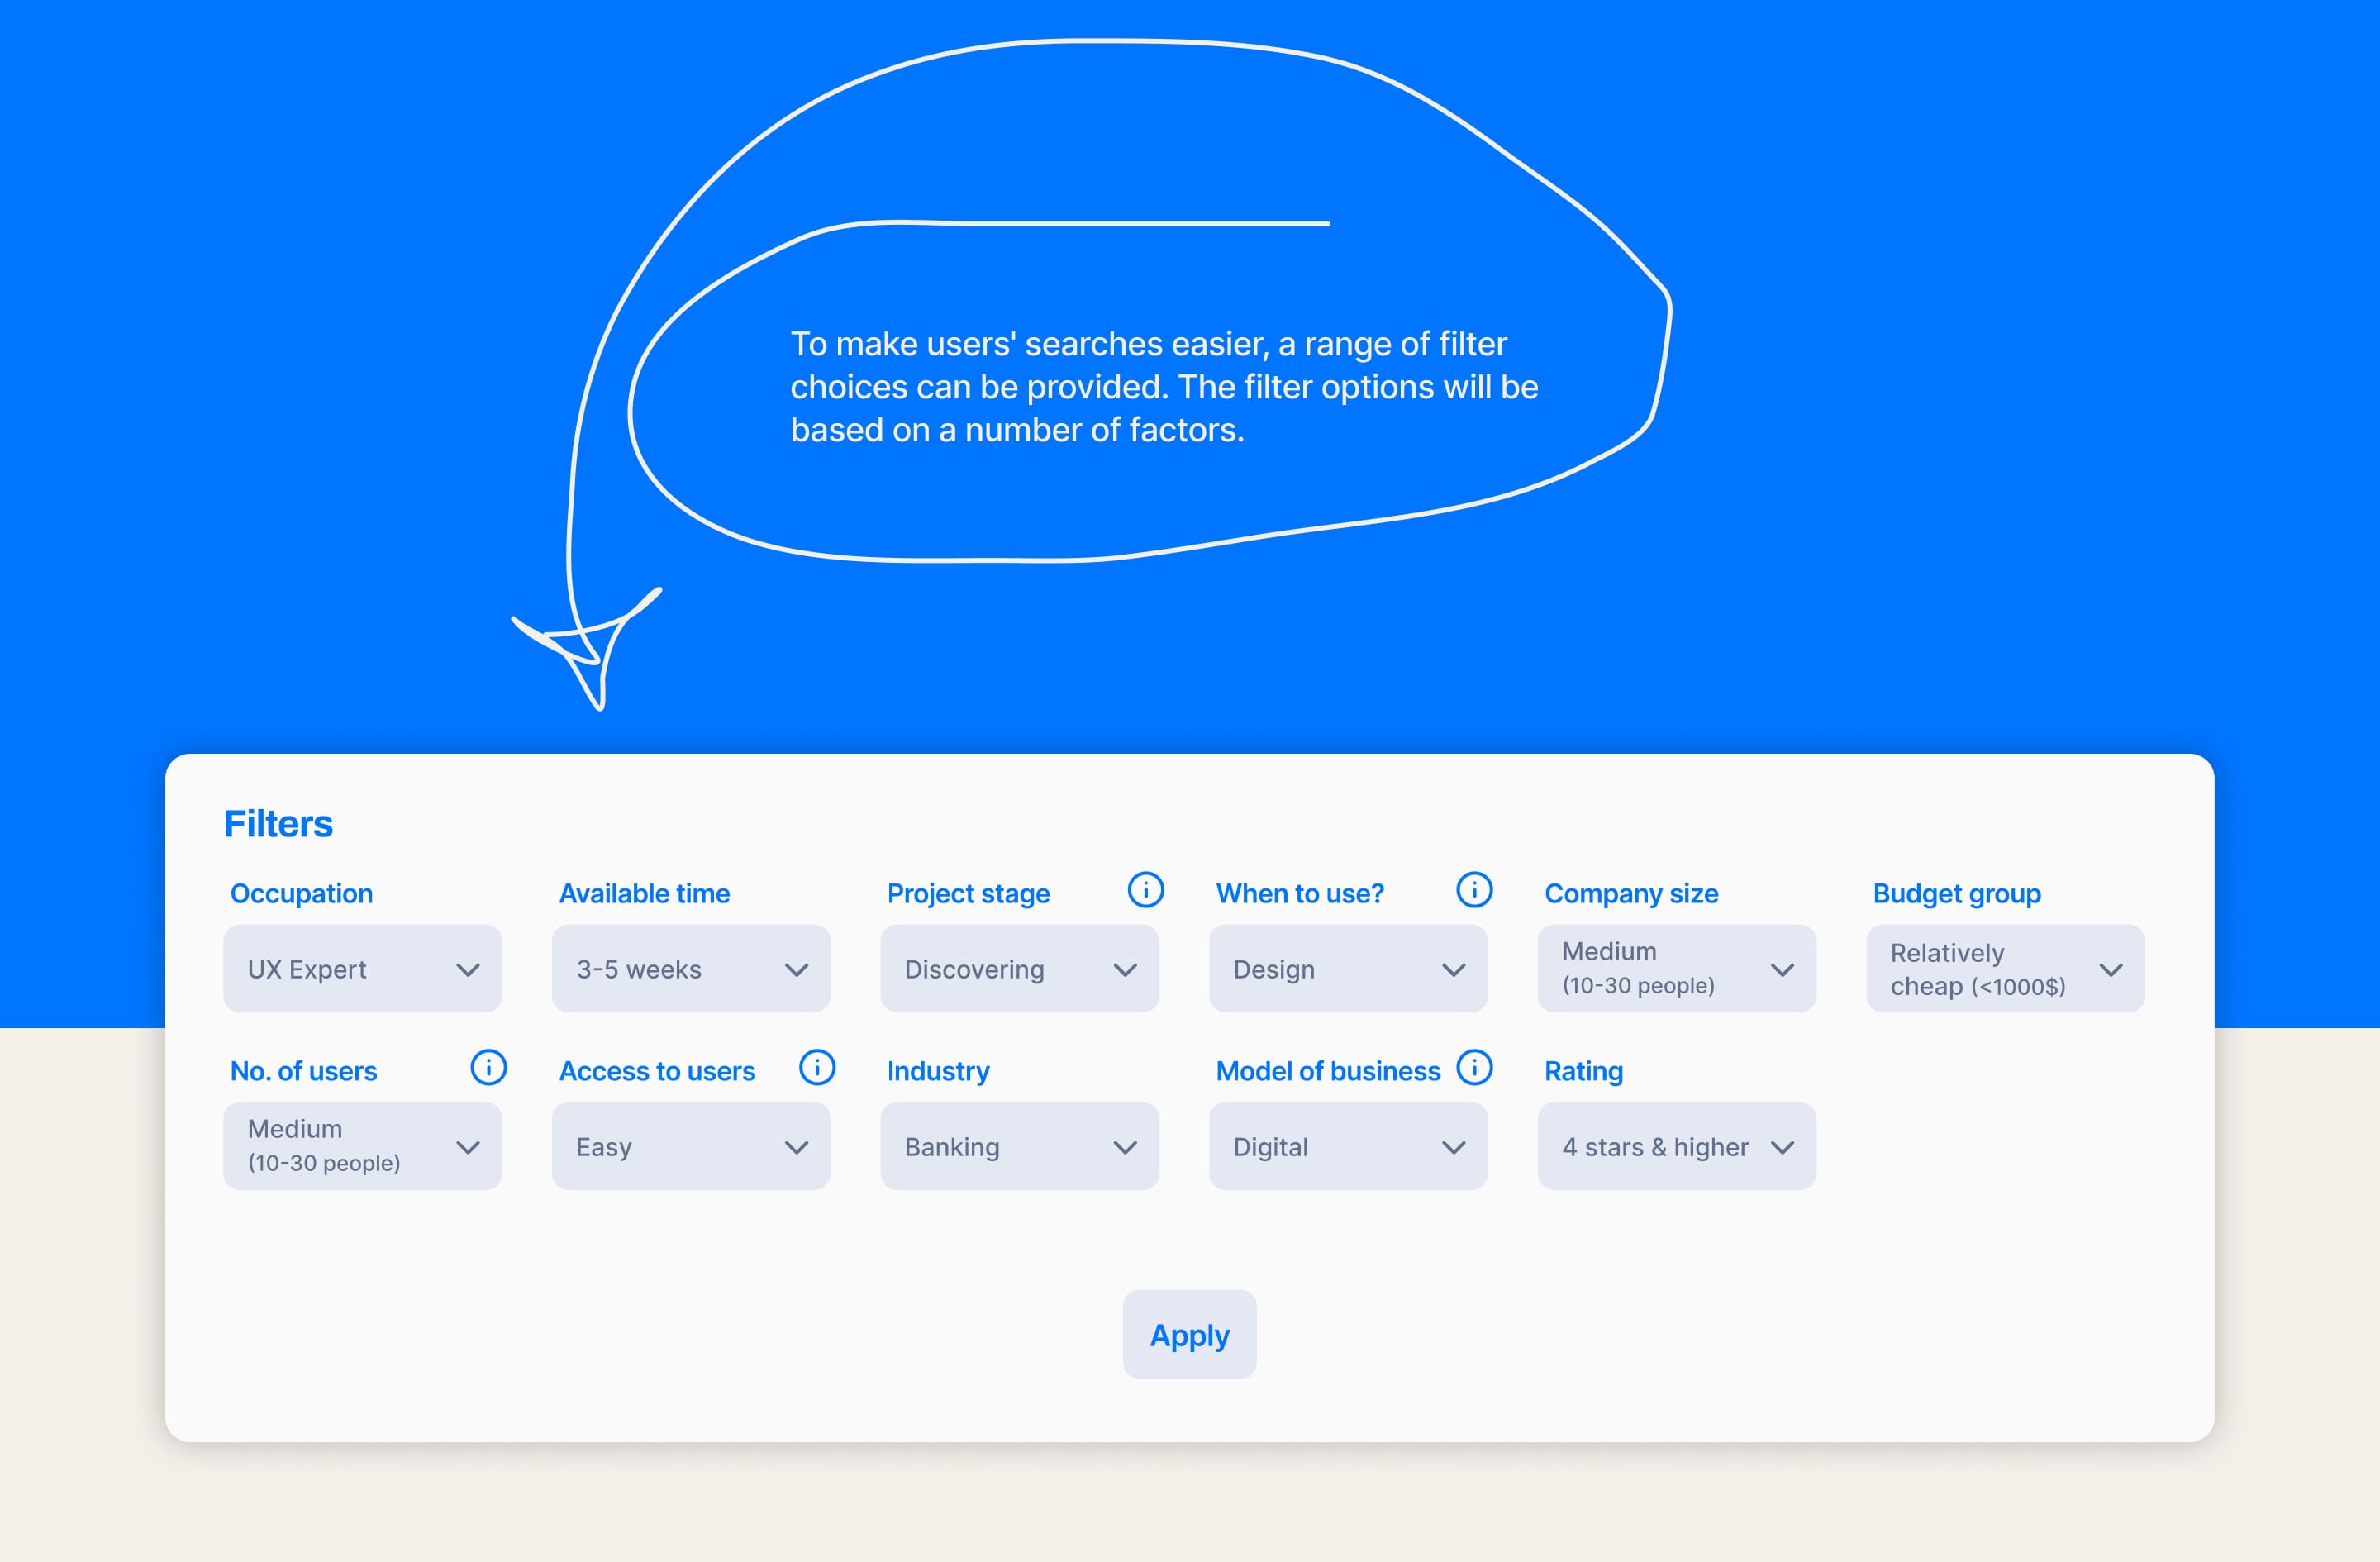 To make users' searches easier, a range of filter
choices can be provided. The filter options will be
based on a number of factors.
Filters
Occupation
UX Expert
Available time
3-5 weeks
Project stage
Discovering
When to use?
Design
Company size
Medium
(10-30 people)
Budget group
Relatively
cheap (<1000$)
No. of users
Medium
(10-30 people)
Access to users
Easy
Industry
Banking
Model of business
Digital
Rating
4 stars & higher
Apply